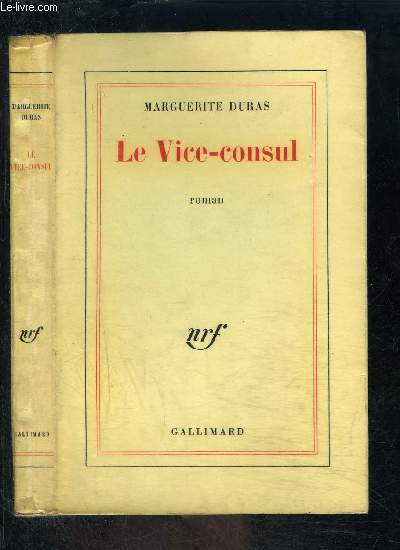 Le-livre.com
MARGUERITE
DURAS
LE
VICE-CONSUL
nrf
GALLIMARD
MARGUERITE DURAS
Le Vice-consul
roman
nrf
GALLIMARD